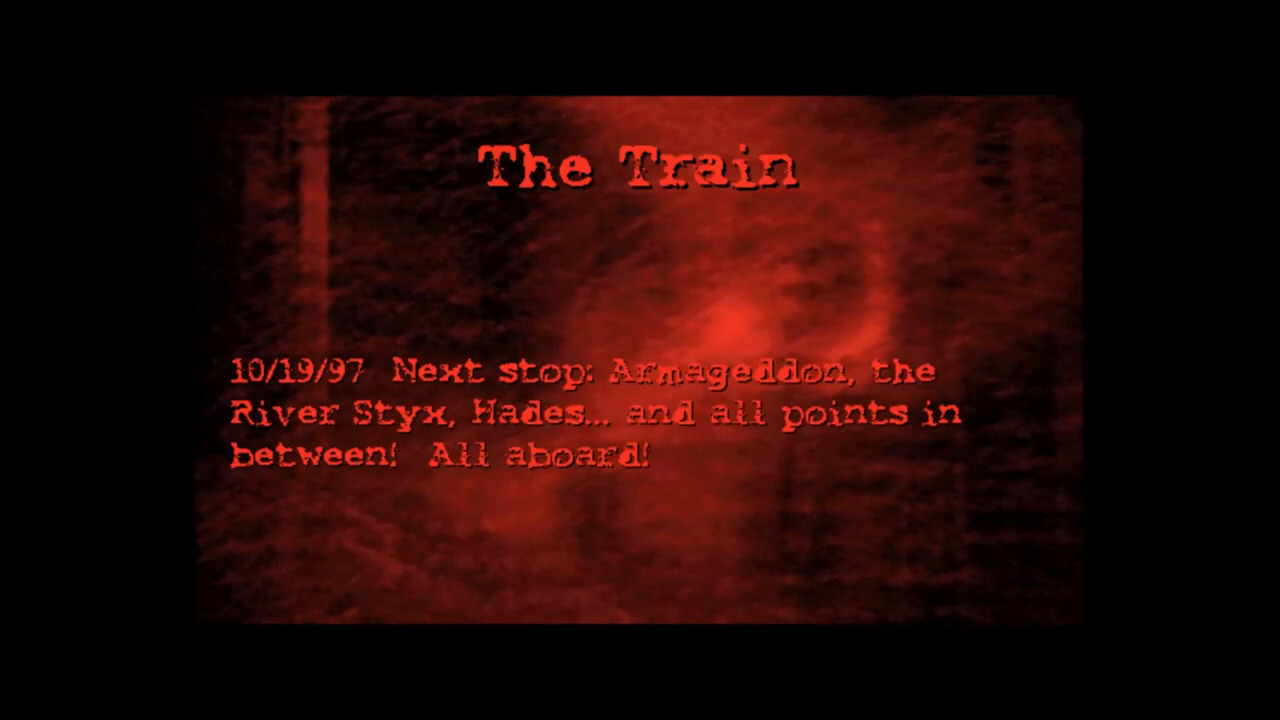 The Train
10/19/97 Next stop: Armageddon, the
River Styx, Hades... and all points in
between! All aboard!